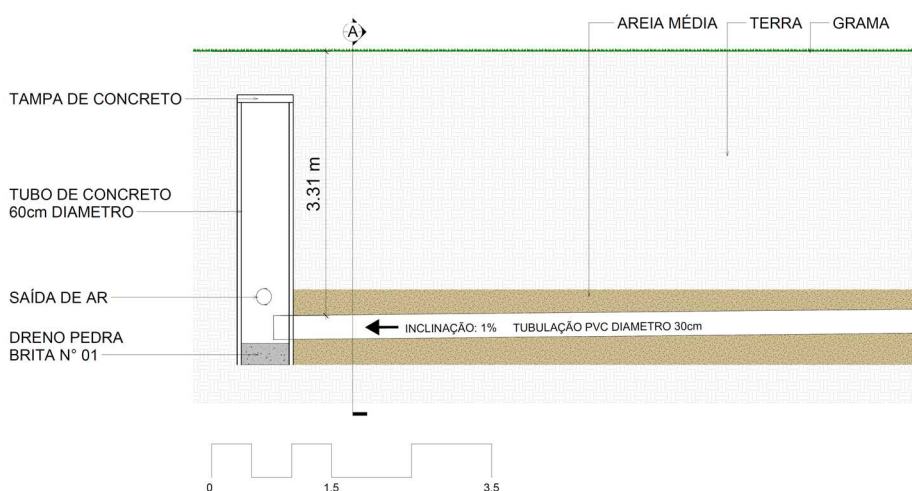 AREIA MÉDIA
TERRA
GRAMA
A
TAMPA DE CONCRETO
3.31 m
TUBO DE CONCRETO
60cm DIAMETRO
SAÍDA DE AR
INCLINAÇÃO: 1%
TUBULAÇÃO PVC DIAMETRO 30cm
DRENO PEDRA
BRITA N° 01
0
1.5
3.5